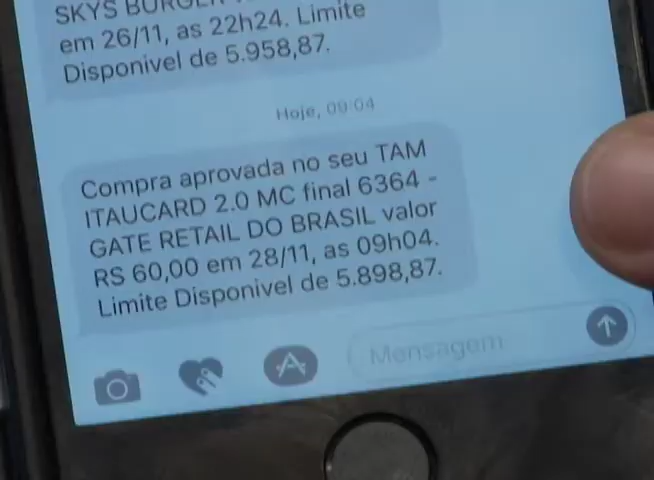 SKYS BURGER
em 26/11, as 22h24. Limite
Disponivel de 5.958,87.
Hoje, 09:04
Compra aprovada no seu TAM
ITAUCARD 2.0 MC final 6364 -
GATE RETAIL DO BRASIL valor
RS 60,00 em 28/11, as 09h04.
Limite Disponivel de 5.898,87.
Mensagem